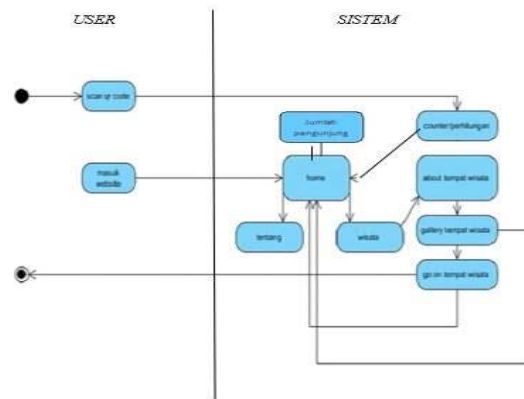 USER
SISTEM
scan qr code
Jumlah
pengunjung
counter/perhitungan
masuk
website
home
about tempat wisata
tentang
wisata
gallery tempat wisata
go on tempat wisata